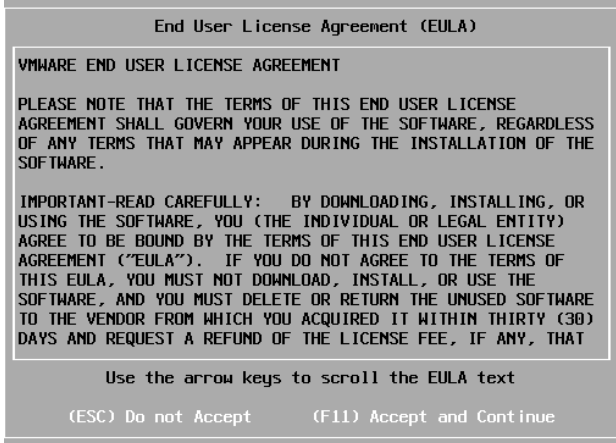 End User License Agreement (EULA)
VMWARE END USER LICENSE AGREEMENT
PLEASE NOTE THAT THE TERMS OF THIS END USER LICENSE
AGREEMENT SHALL GOVERN YOUR USE OF THE SOFTWARE, REGARDLESS
OF ANY TERMS THAT MAY APPEAR DURING THE INSTALLATION OF THE
SOFTWARE.
IMPORTANT-READ CAREFULLY:   BY DOWNLOADING, INSTALLING, OR
USING THE SOFTWARE, YOU (THE INDIVIDUAL OR LEGAL ENTITY)
AGREE TO BE BOUND BY THE TERMS OF THIS END USER LICENSE
AGREEMENT ("EULA").  IF YOU DO NOT AGREE TO THE TERMS OF
THIS EULA, YOU MUST NOT DOWNLOAD, INSTALL, OR USE THE
SOFTWARE, AND YOU MUST DELETE OR RETURN THE UNUSED SOFTWARE
TO THE VENDOR FROM WHICH YOU ACQUIRED IT WITHIN THIRTY (30)
DAYS AND REQUEST A REFUND OF THE LICENSE FEE, IF ANY, THAT
Use the arrow keys to scroll the EULA text
(ESC) Do not Accept      (F11) Accept and Continue